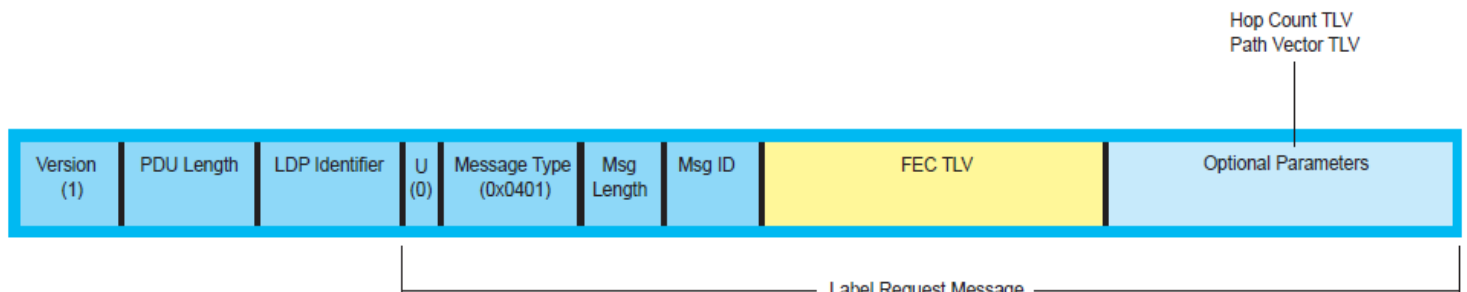 Hop Count TLV
Path Vector TLV
Version
(1)
PDU Length
LDP Identifier
U
(0)
Message Type
(0x0401)
Msg
Length
Msg ID
FEC TLV
Optional Parameters
Label Request Message